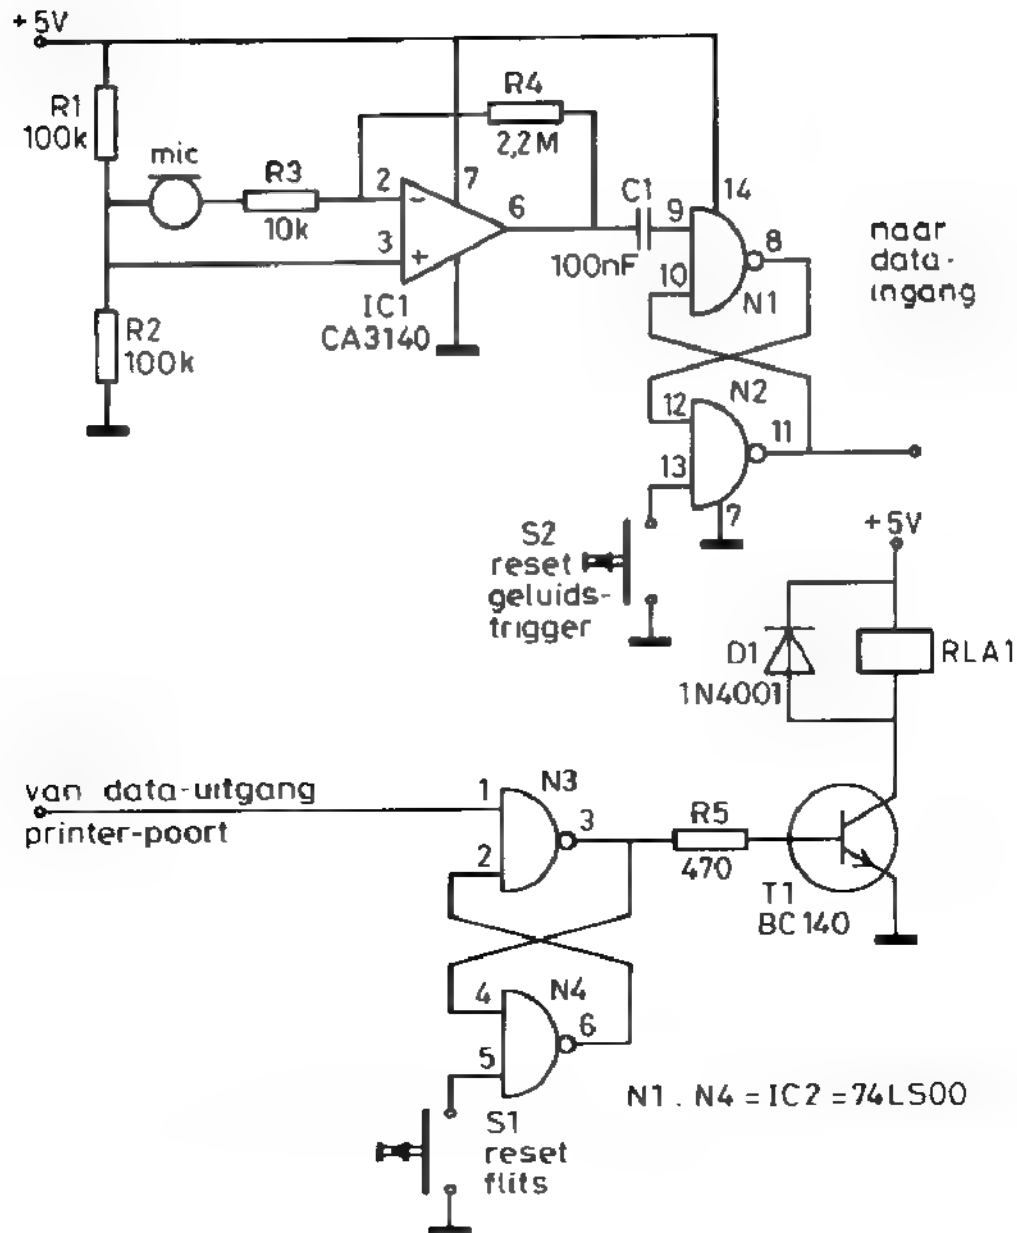 +5V
R1
100k
mic
R3
10k
R4
2,2M
2
3
7
6
-
+
IC1
CA3140
R2
100k
C1
100nF
9
10
14
8
N1
naar
data-
ingang
12
13
N2
11
7
S2
reset
geluids-
trigger
+5V
D1
1N4001
RLA1
van data-uitgang
printer-poort
1
2
N3
3
R5
470
T1
BC140
4
5
N4
6
S1
reset
flits
N1 . N4 = IC2 = 74LS00